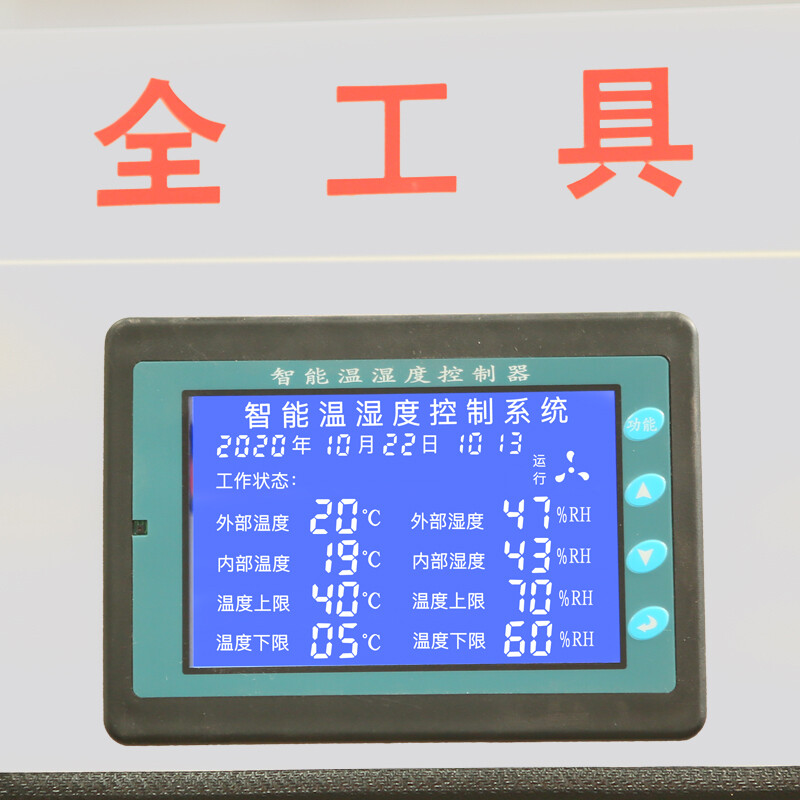 全工具
智能温湿度控制器
智能温湿度控制系统
2020年10月22日 10 13
运行
工作状态:
外部温度 20℃ 外部湿度 47 %RH
内部温度 19℃ 内部湿度 43 %RH
温度上限 40℃ 温度上限 70 %RH
温度下限 05℃ 温度下限 60 %RH
功能